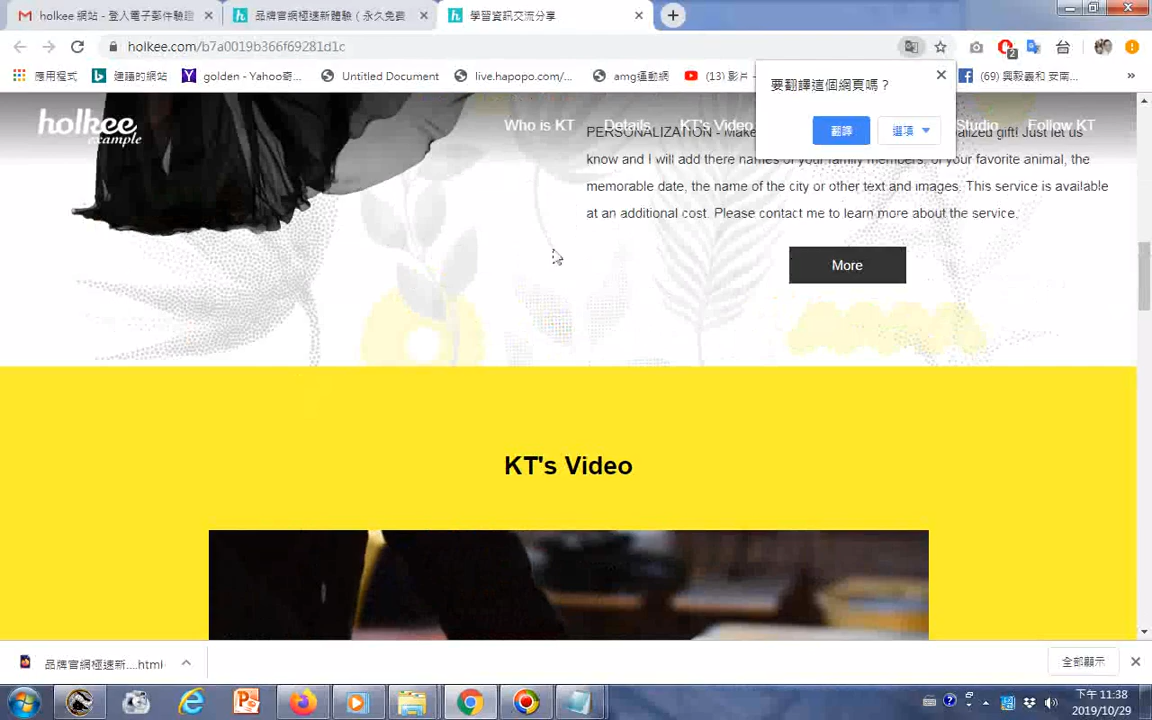 holkee 網站 - 登入電子郵件驗證
品牌官網極速新體驗（永久免費
學習資訊交流分享
holkee.com/b7a0019b366f69281d1c
應用程式
建議的網站
golden - Yahoo奇...
Untitled Document
live.hapopo.com/...
amg運動網
(13) 影片 -
(69) 興毅義和 安南...
»
要翻譯這個網頁嗎？
翻譯
選項
holkee
example
Who is KT
Details
KT's Video
Studio
Follow KT
PERSONALIZATION - Make
alized gift! Just let us
know and I will add there names of your family members, of your favorite animal, the
memorable date, the name of the city or other text and images. This service is available
at an additional cost. Please contact me to learn more about the service.
More
KT's Video
品牌官網極速新....html
全部顯示
下午 11:38
2019/10/29